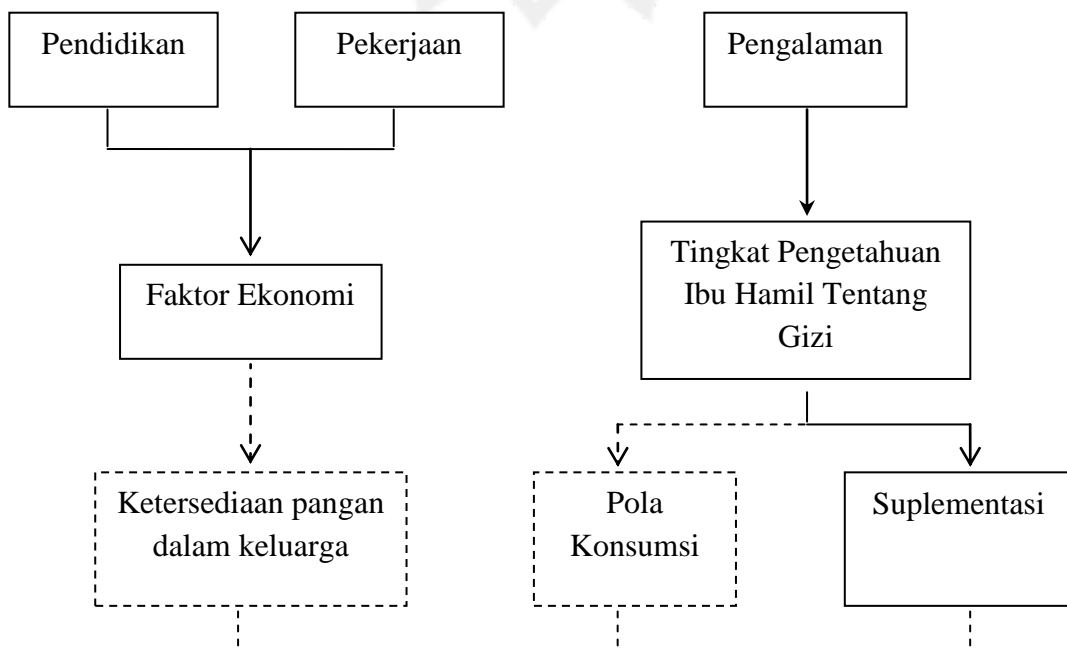 Pendidikan
Pekerjaan
Pengalaman
Faktor Ekonomi
Tingkat Pengetahuan
Ibu Hamil Tentang
Gizi
Ketersediaan pangan
dalam keluarga
Pola
Konsumsi
Suplementasi